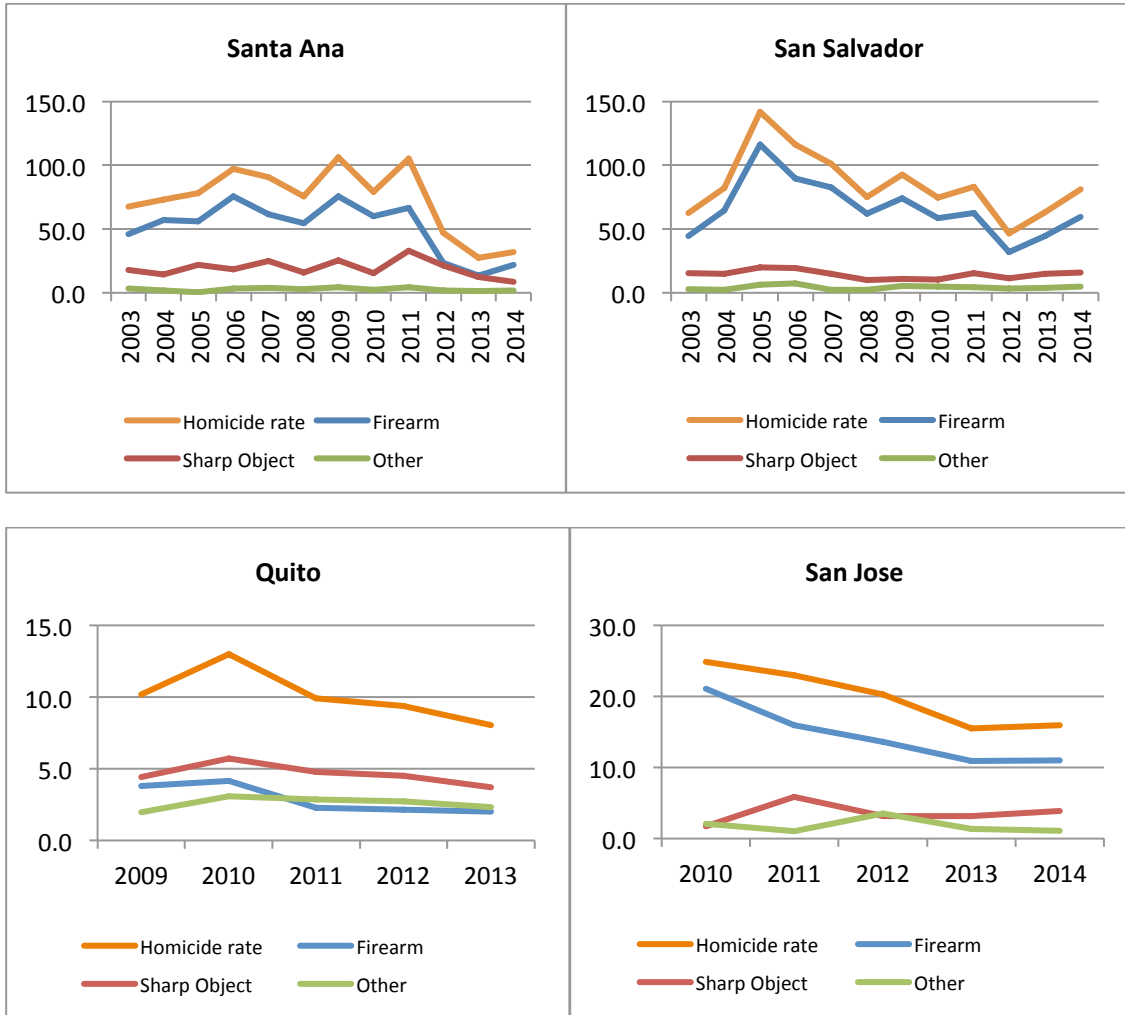 Santa Ana
150.0
100.0
50.0
0.0
2003 2004 2005 2006 2007 2008 2009 2010 2011 2012 2013 2014
Homicide rate Firearm
Sharp Object Other
San Salvador
150.0
100.0
50.0
0.0
2003 2004 2005 2006 2007 2008 2009 2010 2011 2012 2013 2014
Homicide rate Firearm
Sharp Object Other
Quito
15.0
10.0
5.0
0.0
2009 2010 2011 2012 2013
Homicide rate Firearm
Sharp Object Other
San Jose
30.0
20.0
10.0
0.0
2010 2011 2012 2013 2014
Homicide rate Firearm
Sharp Object Other